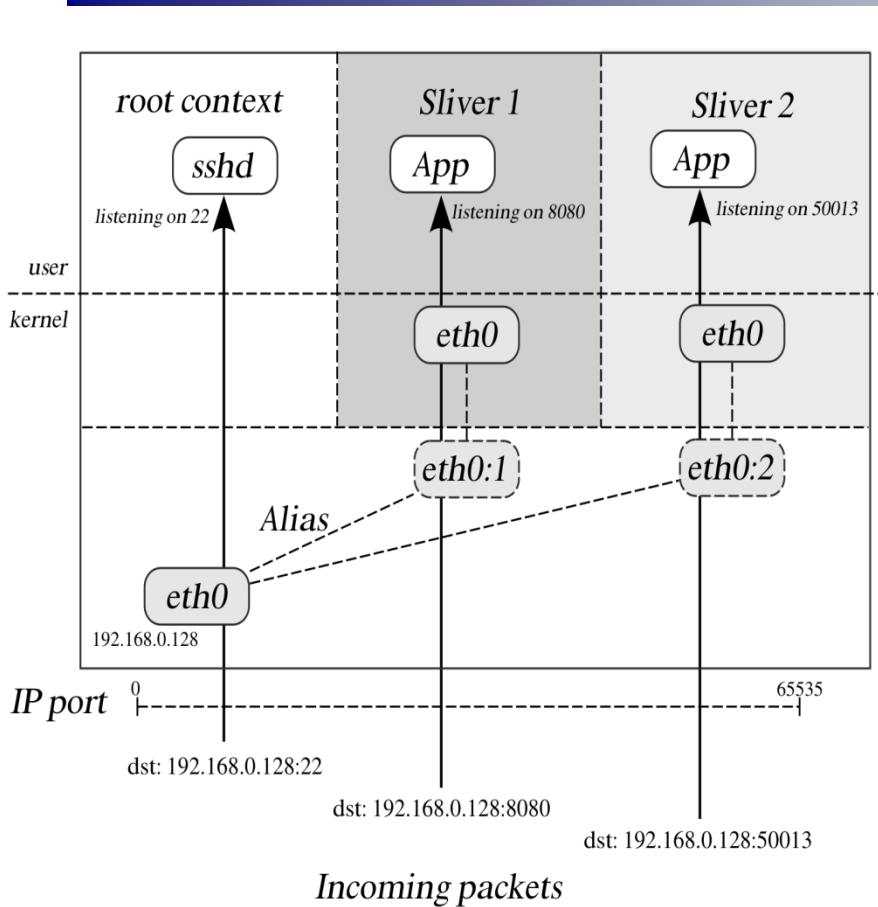 root context
Sliver 1
Sliver 2
sshd
App
App
listening on 22
listening on 8080
listening on 50013
user
kernel
eth0
eth0
eth0:1
eth0:2
Alias
eth0
192.168.0.128
IP port
0
65535
dst: 192.168.0.128:22
dst: 192.168.0.128:8080
dst: 192.168.0.128:50013
Incoming packets